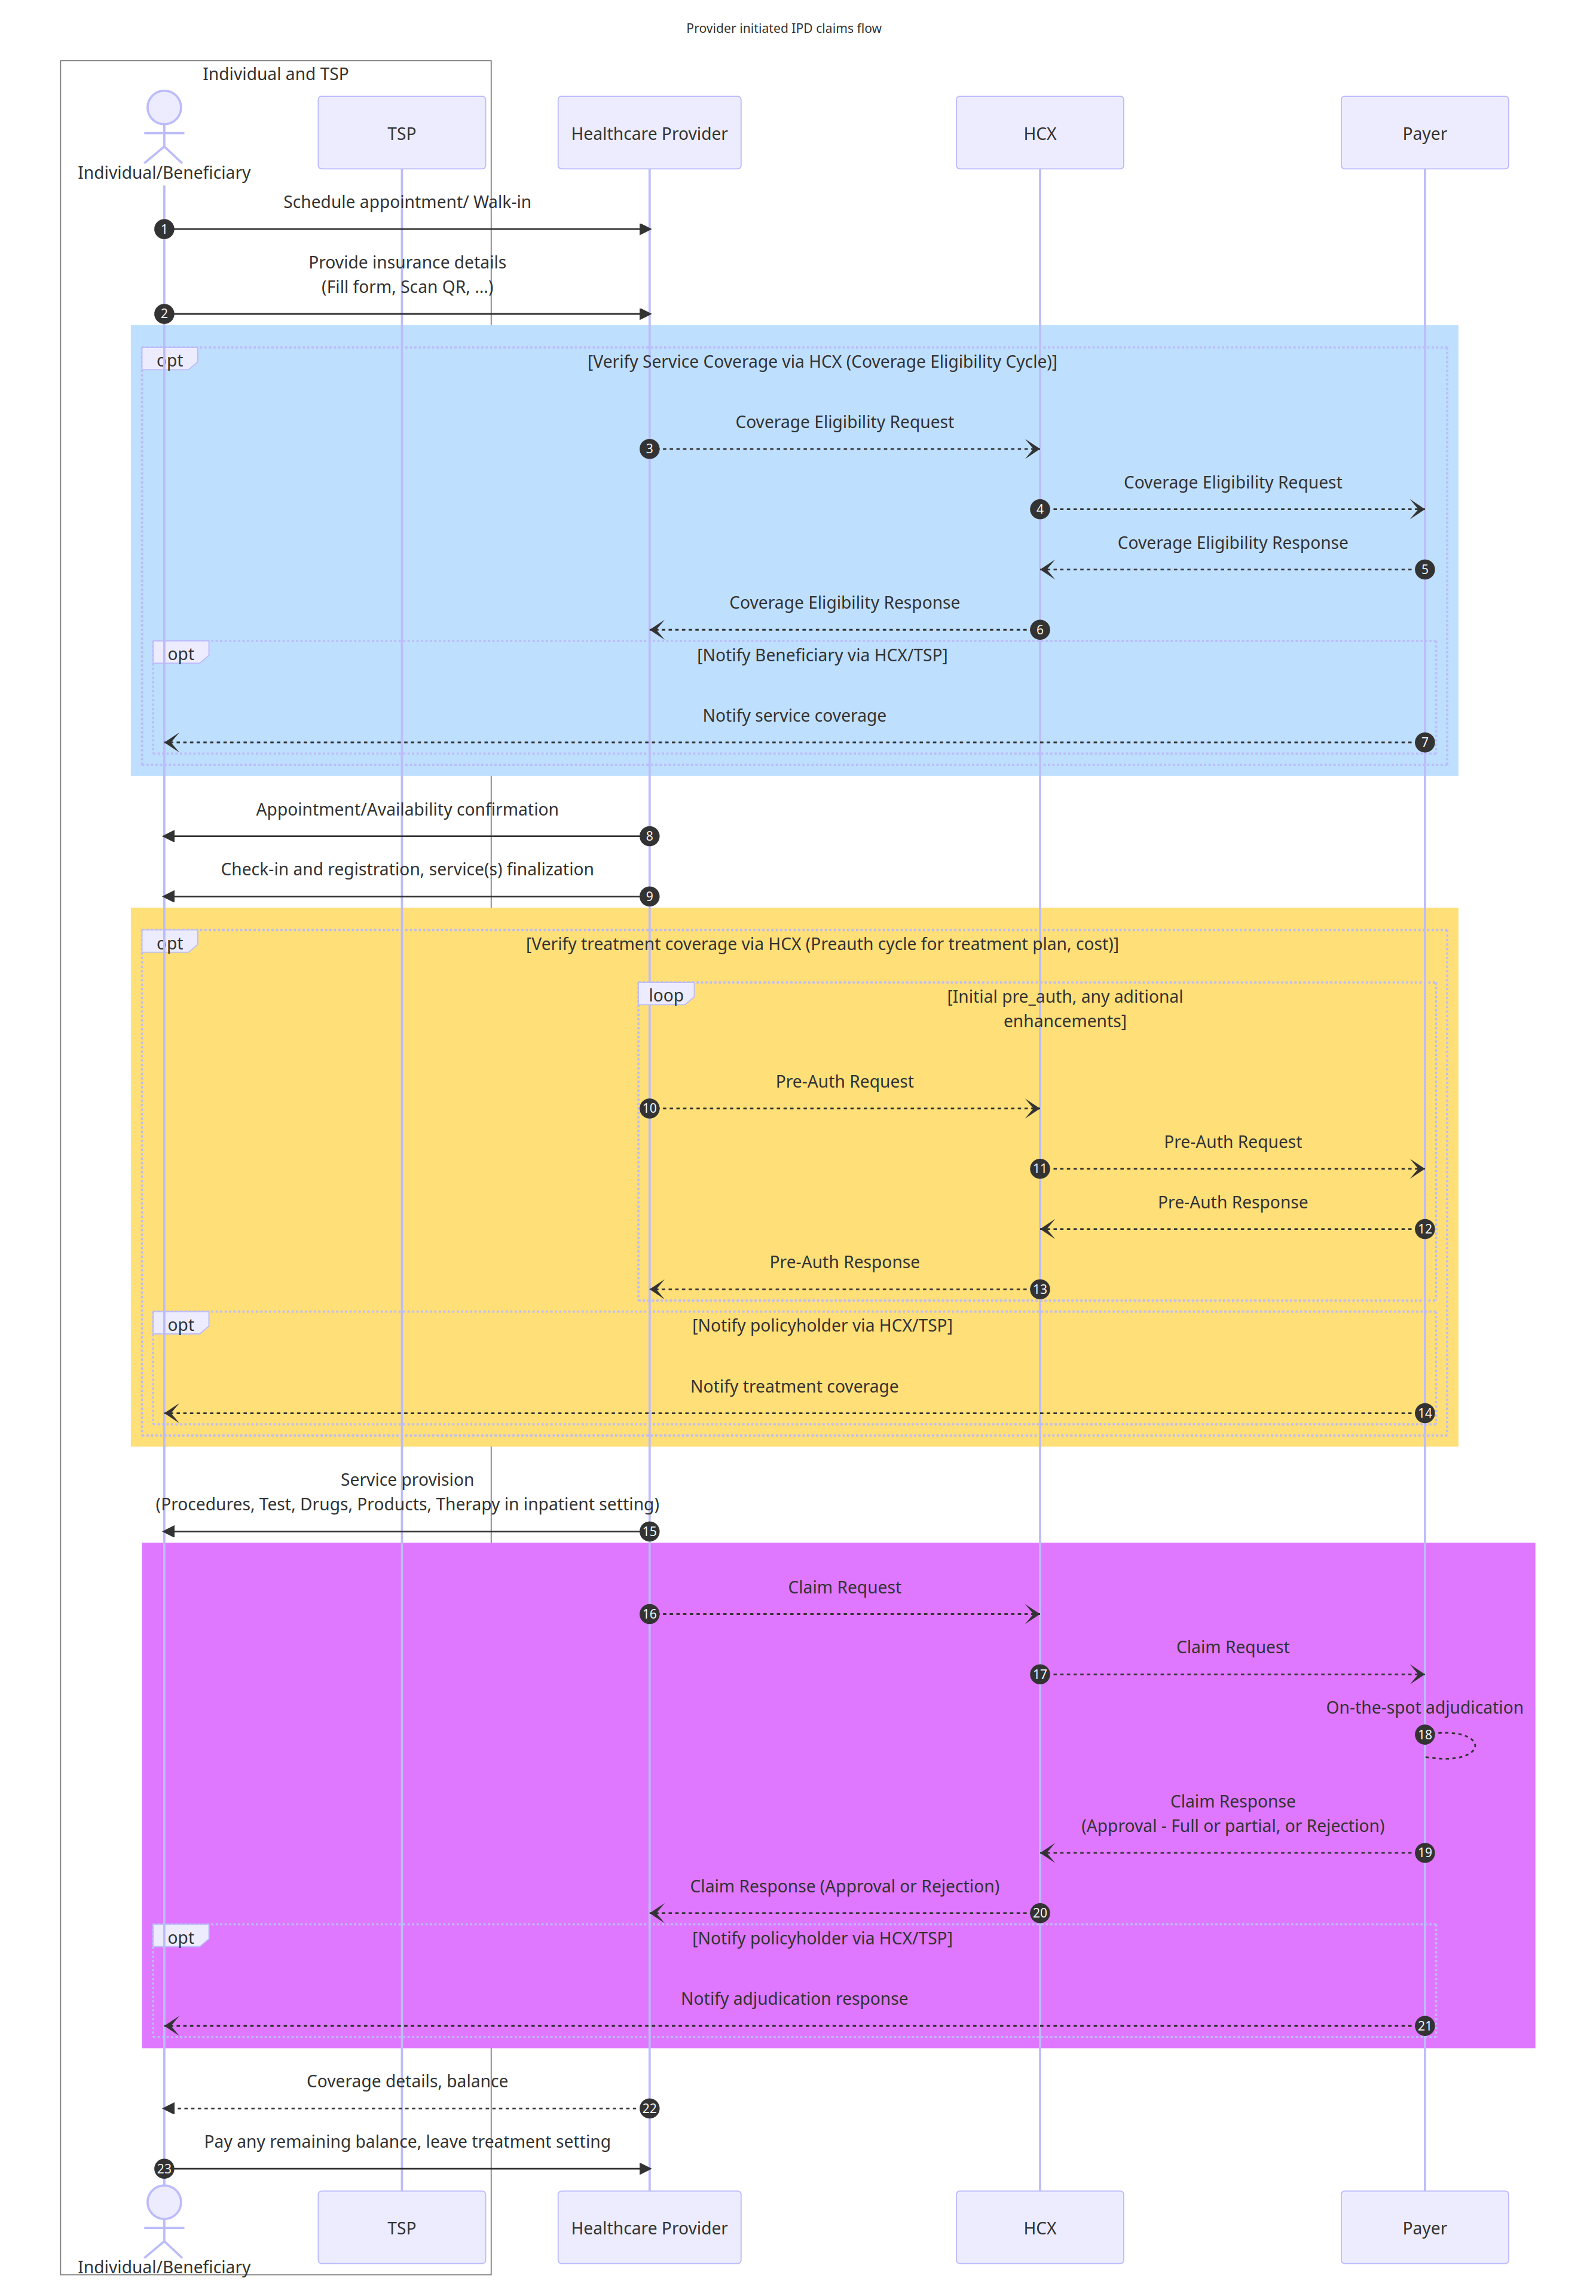 Provider initiated IPD claims flow
Individual and TSP
Individual/Beneficiary
TSP
Healthcare Provider
HCX
Payer
Schedule appointment/ Walk-in
1
Provide insurance details
(Fill form, Scan QR, ...)
2
opt
[Verify Service Coverage via HCX (Coverage Eligibility Cycle)]
Coverage Eligibility Request
3
Coverage Eligibility Request
4
Coverage Eligibility Response
5
Coverage Eligibility Response
6
opt
[Notify Beneficiary via HCX/TSP]
Notify service coverage
7
Appointment/Availability confirmation
8
Check-in and registration, service(s) finalization
9
opt
[Verify treatment coverage via HCX (Preauth cycle for treatment plan, cost)]
loop
[Initial pre_auth, any aditional
enhancements]
Pre-Auth Request
10
Pre-Auth Request
11
Pre-Auth Response
12
Pre-Auth Response
13
opt
[Notify policyholder via HCX/TSP]
Notify treatment coverage
14
Service provision
(Procedures, Test, Drugs, Products, Therapy in inpatient setting)
15
Claim Request
16
Claim Request
17
On-the-spot adjudication
18
Claim Response
(Approval - Full or partial, or Rejection)
19
Claim Response (Approval or Rejection)
20
opt
[Notify policyholder via HCX/TSP]
Notify adjudication response
21
Coverage details, balance
22
Pay any remaining balance, leave treatment setting
23
Individual/Beneficiary
TSP
Healthcare Provider
HCX
Payer